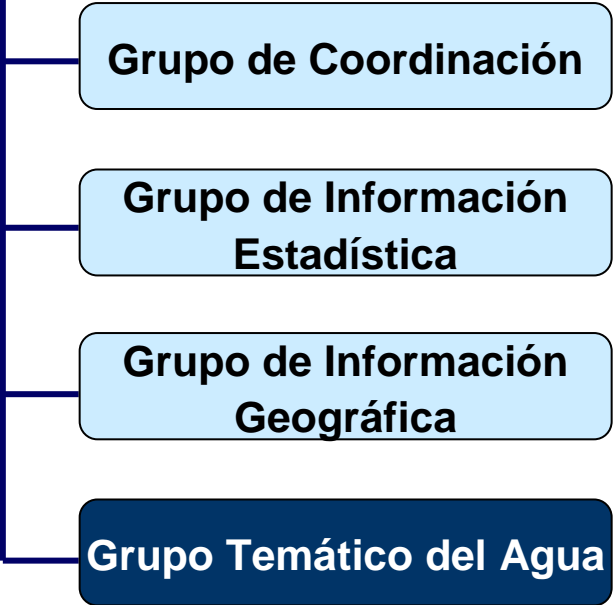 Grupo de Coordinación
Grupo de Información
Estadística
Grupo de Información
Geográfica
Grupo Temático del Agua